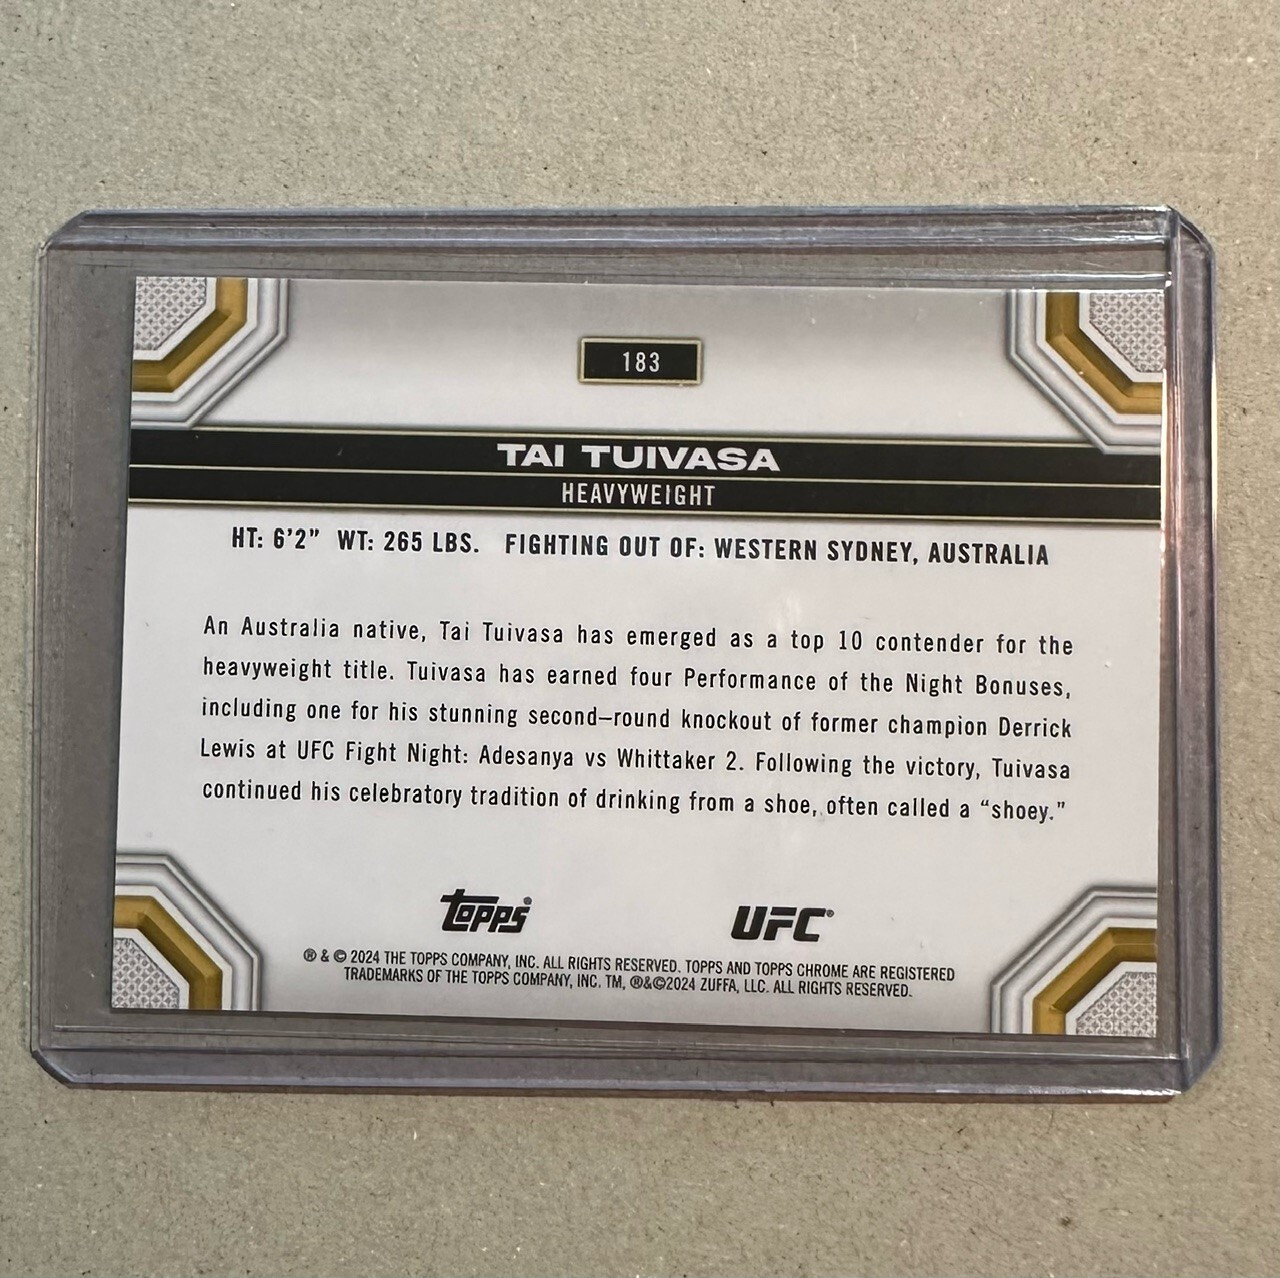 183
TAI TUIVASA
HEAVYWEIGHT
HT: 6'2" WT: 265 LBS. FIGHTING OUT OF: WESTERN SYDNEY, AUSTRALIA
An Australia native, Tai Tuivasa has emerged as a top 10 contender for the
heavyweight title. Tuivasa has earned four Performance of the Night Bonuses,
including one for his stunning second–round knockout of former champion Derrick
Lewis at UFC Fight Night: Adesanya vs Whittaker 2. Following the victory, Tuivasa
continued his celebratory tradition of drinking from a shoe, often called a “shoey.”
topps® UFC®
® & © 2024 THE TOPPS COMPANY, INC. ALL RIGHTS RESERVED. TOPPS AND TOPPS CHROME ARE REGISTERED
TRADEMARKS OF THE TOPPS COMPANY, INC. TM, ®&©2024 ZUFFA, LLC. ALL RIGHTS RESERVED.